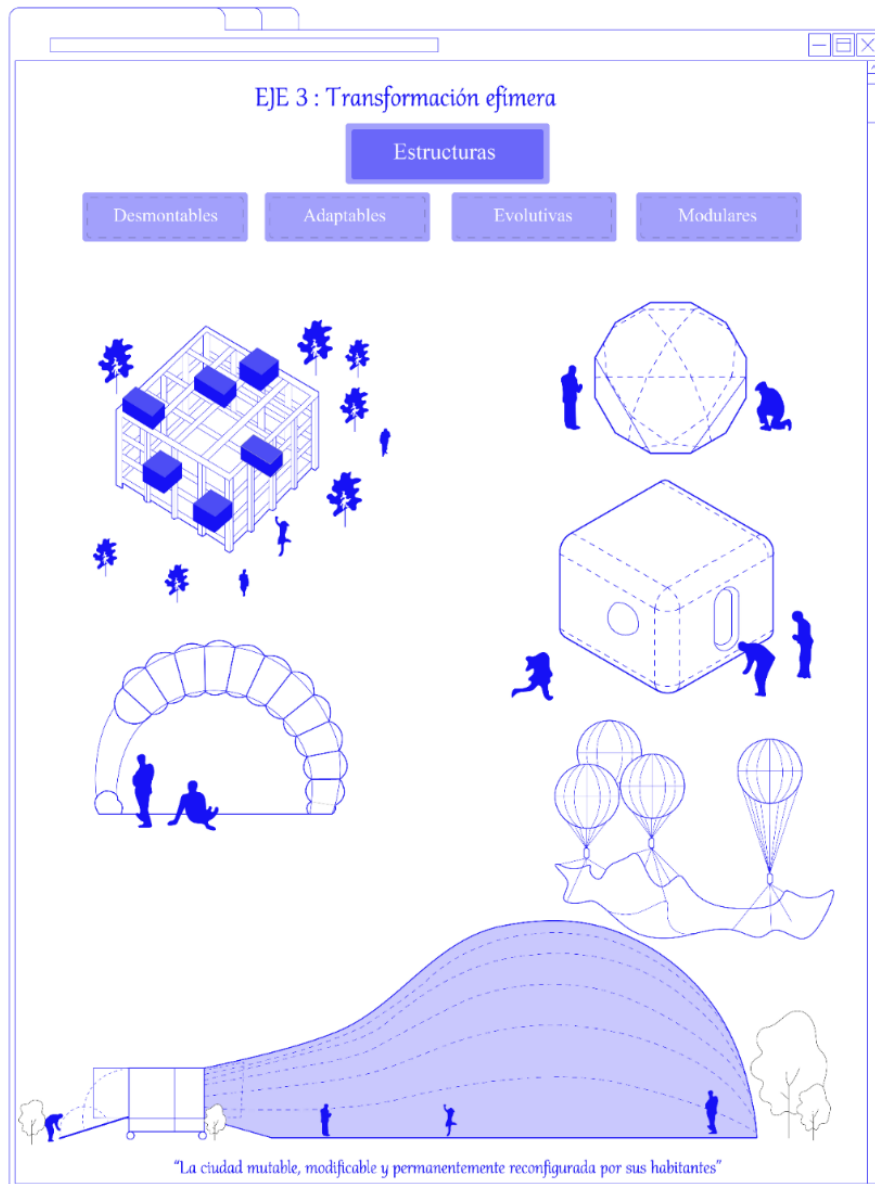 EJE 3 : Transformación efímera
Estructuras
Desmontables
Adaptables
Evolutivas
Modulares
“La ciudad mutable, modificable y permanentemente reconfigurada por sus habitantes”